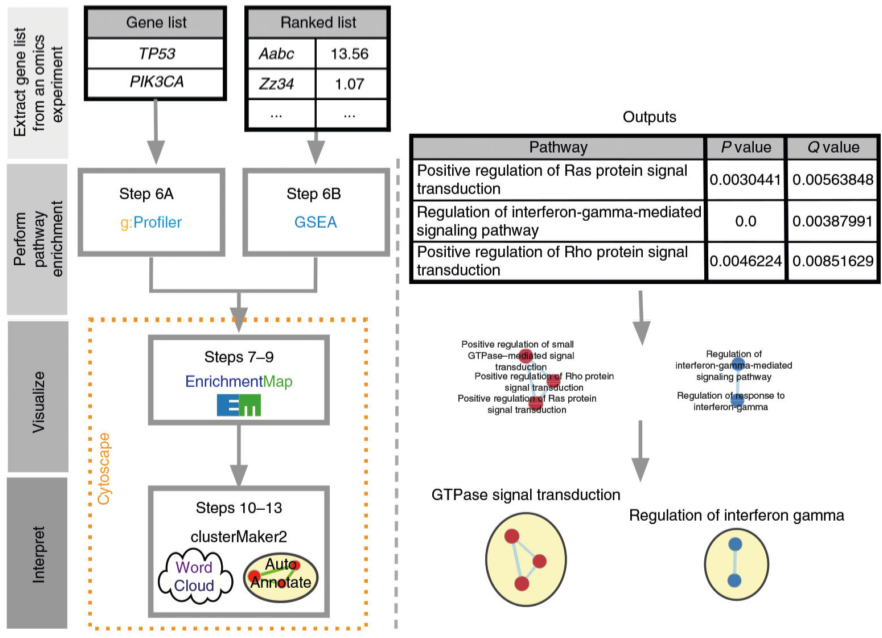 Extract gene list
from an omics
experiment
Gene list
TP53
PIK3CA
Ranked list
Aabc 13.56
Zz34 1.07
... ...
Perform
pathway
enrichment
Step 6A
g:Profiler
Step 6B
GSEA
Visualize
Cytoscape
Steps 7–9
EnrichmentMap
EM
Interpret
Steps 10–13
clusterMaker2
Word
Cloud
Auto
Annotate
Outputs
Pathway P value Q value
Positive regulation of Ras protein signal
transduction 0.0030441 0.00563848
Regulation of interferon-gamma-mediated
signaling pathway 0.0 0.00387991
Positive regulation of Rho protein signal
transduction 0.0046224 0.00851629
Positive regulation of small
GTPase–mediated signal
transduction
Positive regulation of Rho protein
signal transduction
Positive regulation of Ras protein
signal transduction
Regulation of
interferon-gamma-mediated
signaling pathway
Regulation of response to
interferon-gamma
GTPase signal transduction
Regulation of interferon gamma